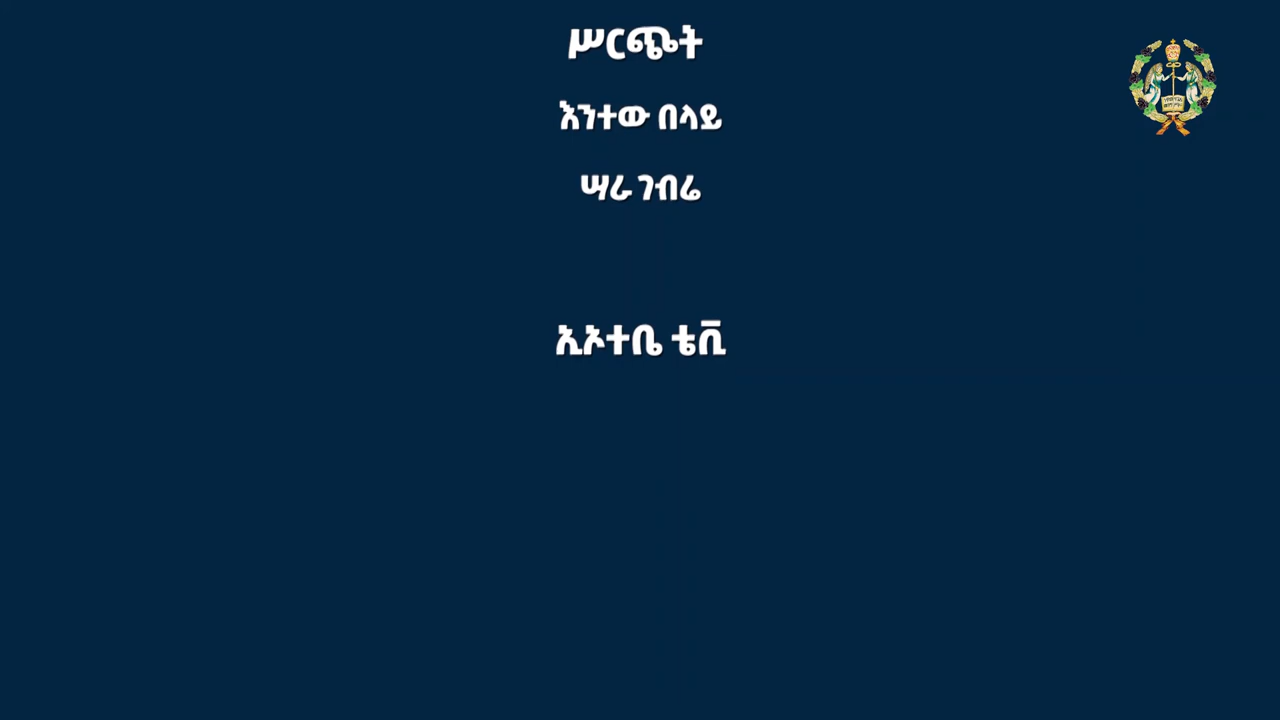 ሥርጭት
እንተው በላይ
ሣራ ገብሬ
ኢኦተቤ ቴቪ